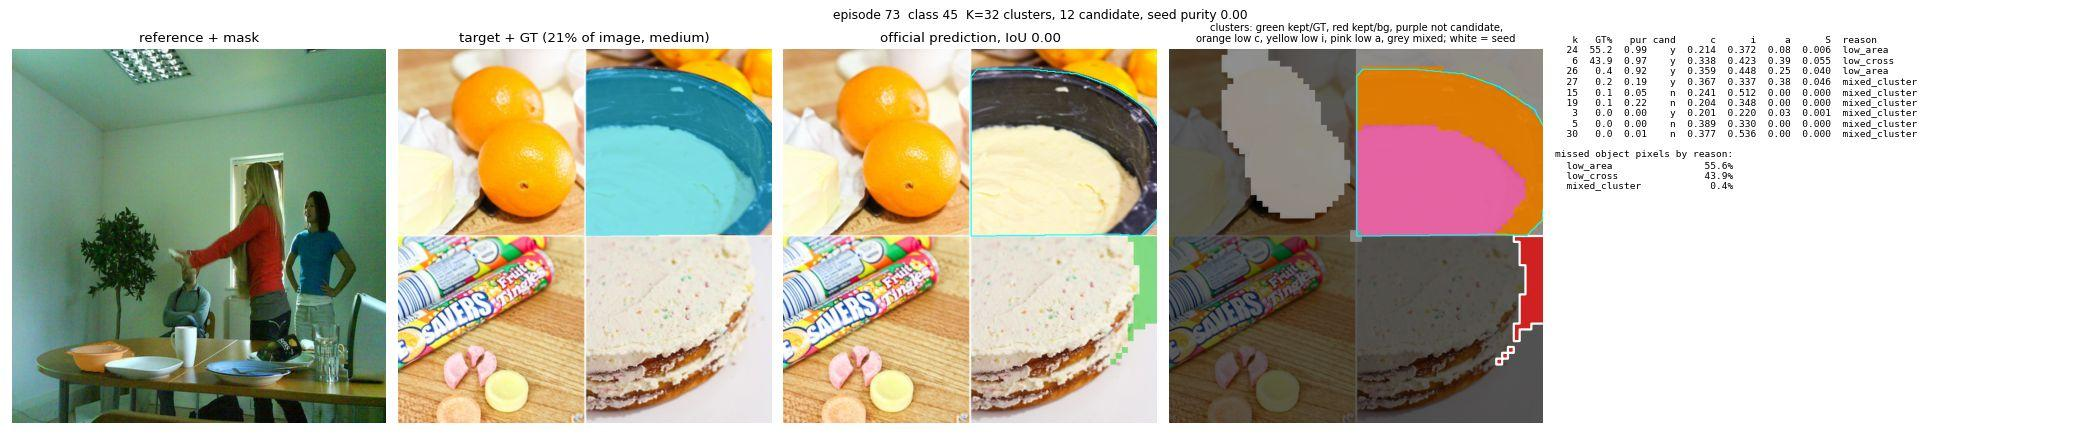 episode 73  class 45  K=32 clusters, 12 candidate, seed purity 0.00
reference + mask
target + GT (21% of image, medium)
official prediction, IoU 0.00
clusters: green kept/GT, red kept/bg, purple not candidate,
orange low c, yellow low i, pink low a, grey mixed; white = seed
k GT% pur cand c i a S reason
24 55.2 0.99 y 0.214 0.372 0.08 0.006 low_area
6 43.9 0.97 y 0.338 0.423 0.39 0.055 low_cross
26 0.4 0.92 y 0.359 0.448 0.25 0.040 low_area
27 0.2 0.19 y 0.367 0.337 0.38 0.046 mixed_cluster
15 0.1 0.05 n 0.241 0.512 0.00 0.000 mixed_cluster
19 0.1 0.22 n 0.204 0.348 0.00 0.000 mixed_cluster
3 0.0 0.00 y 0.201 0.220 0.03 0.001 mixed_cluster
5 0.0 0.00 n 0.389 0.330 0.00 0.000 mixed_cluster
30 0.0 0.01 n 0.377 0.536 0.00 0.000 mixed_cluster
missed object pixels by reason:
low_area 55.6%
low_cross 43.9%
mixed_cluster 0.4%
SAVERS
Fruit
Tingles
SAVERS
Fruit
Tingles